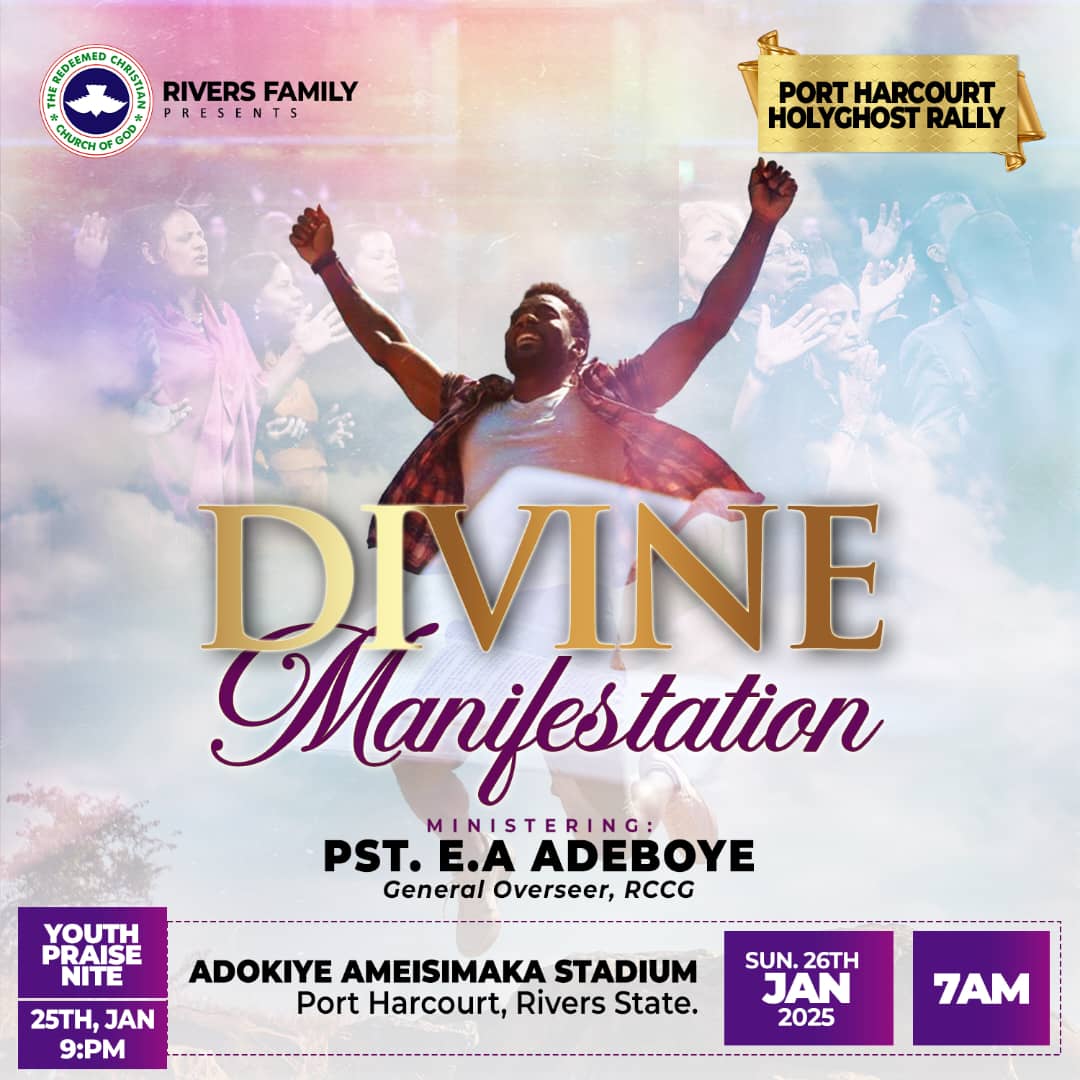 THE REDEEMED CHRISTIAN
CHURCH OF GOD
RIVERS FAMILY
PRESENTS
PORT HARCOURT
HOLYGHOST RALLY
DIVINE
Manifestation
MINISTERING:
PST. E.A ADEBOYE
General Overseer, RCCG
YOUTH
PRAISE
NITE
25TH, JAN
9:PM
ADOKIYE AMEISIMAKA STADIUM
Port Harcourt, Rivers State.
SUN. 26TH
JAN
2025
7AM